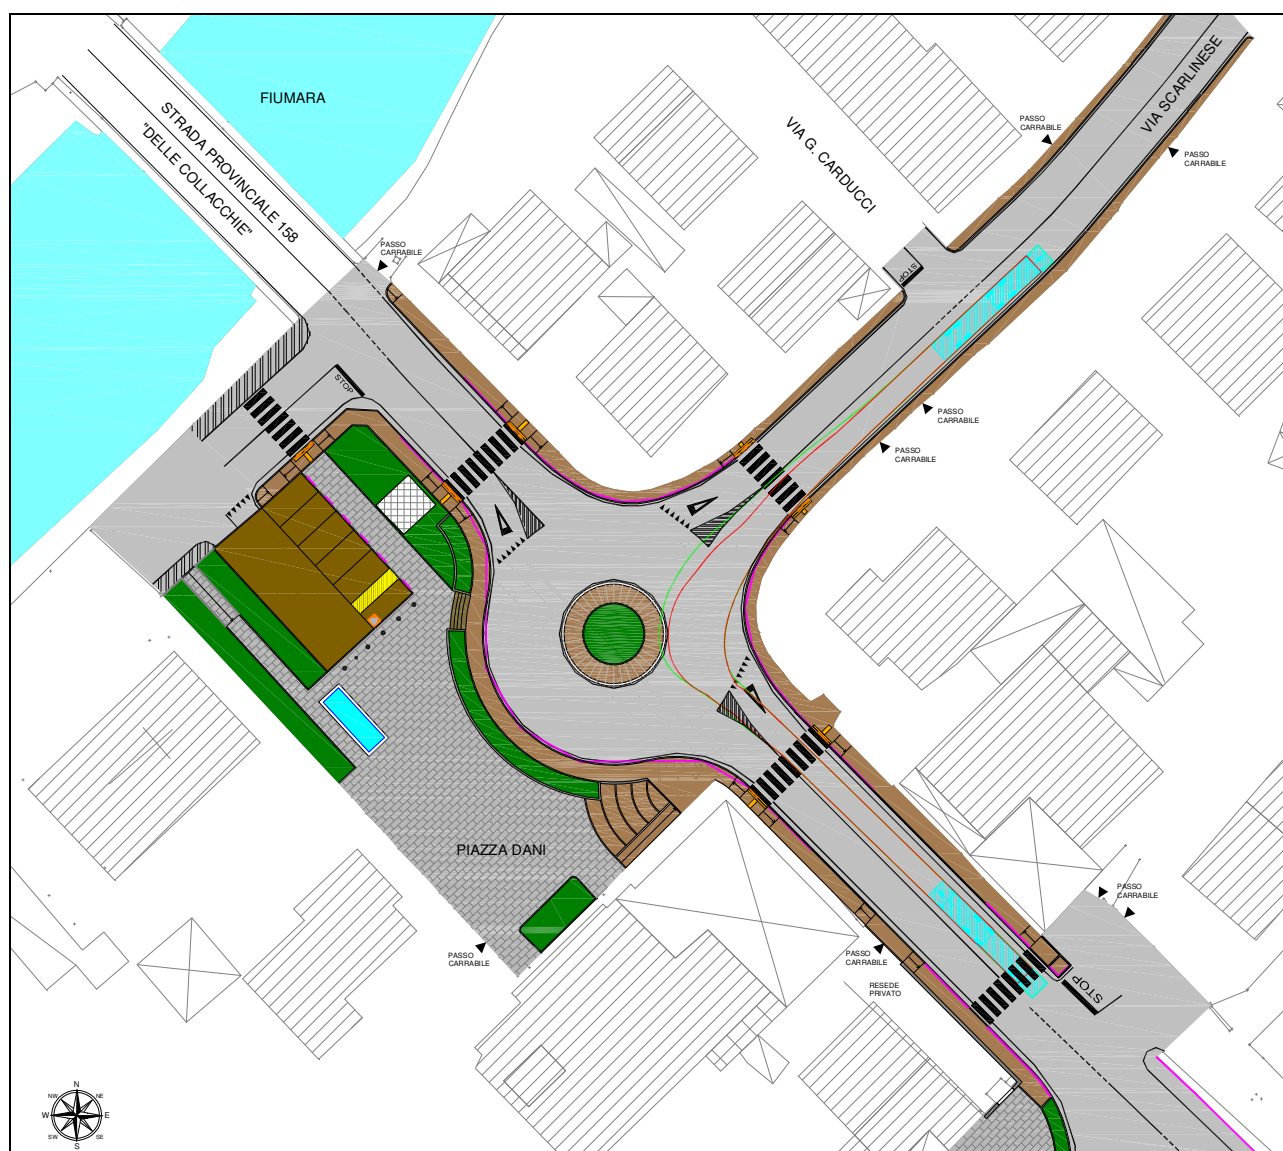 FIUMARA
STRADA PROVINCIALE 158
"DELLE COLLACCHIE"
VIA G. CARDUCCI
VIA SCARLINESE
PASSO
CARRABILE
PASSO
CARRABILE
PASSO
CARRABILE
STOP
STOP
PASSO
CARRABILE
PASSO
CARRABILE
PIAZZA DANI
PASSO
CARRABILE
PASSO
CARRABILE
PASSO
CARRABILE
RESEDE
PRIVATO
STOP
N
NW
NE
W
E
SW
SE
S